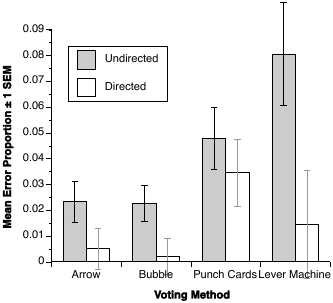 0.09
0.08
0.07
0.06
0.05
0.04
0.03
0.02
0.01
0
Mean Error Proportion ± 1 SEM
Undirected
Directed
Arrow Bubble Punch Cards Lever Machine
Voting Method